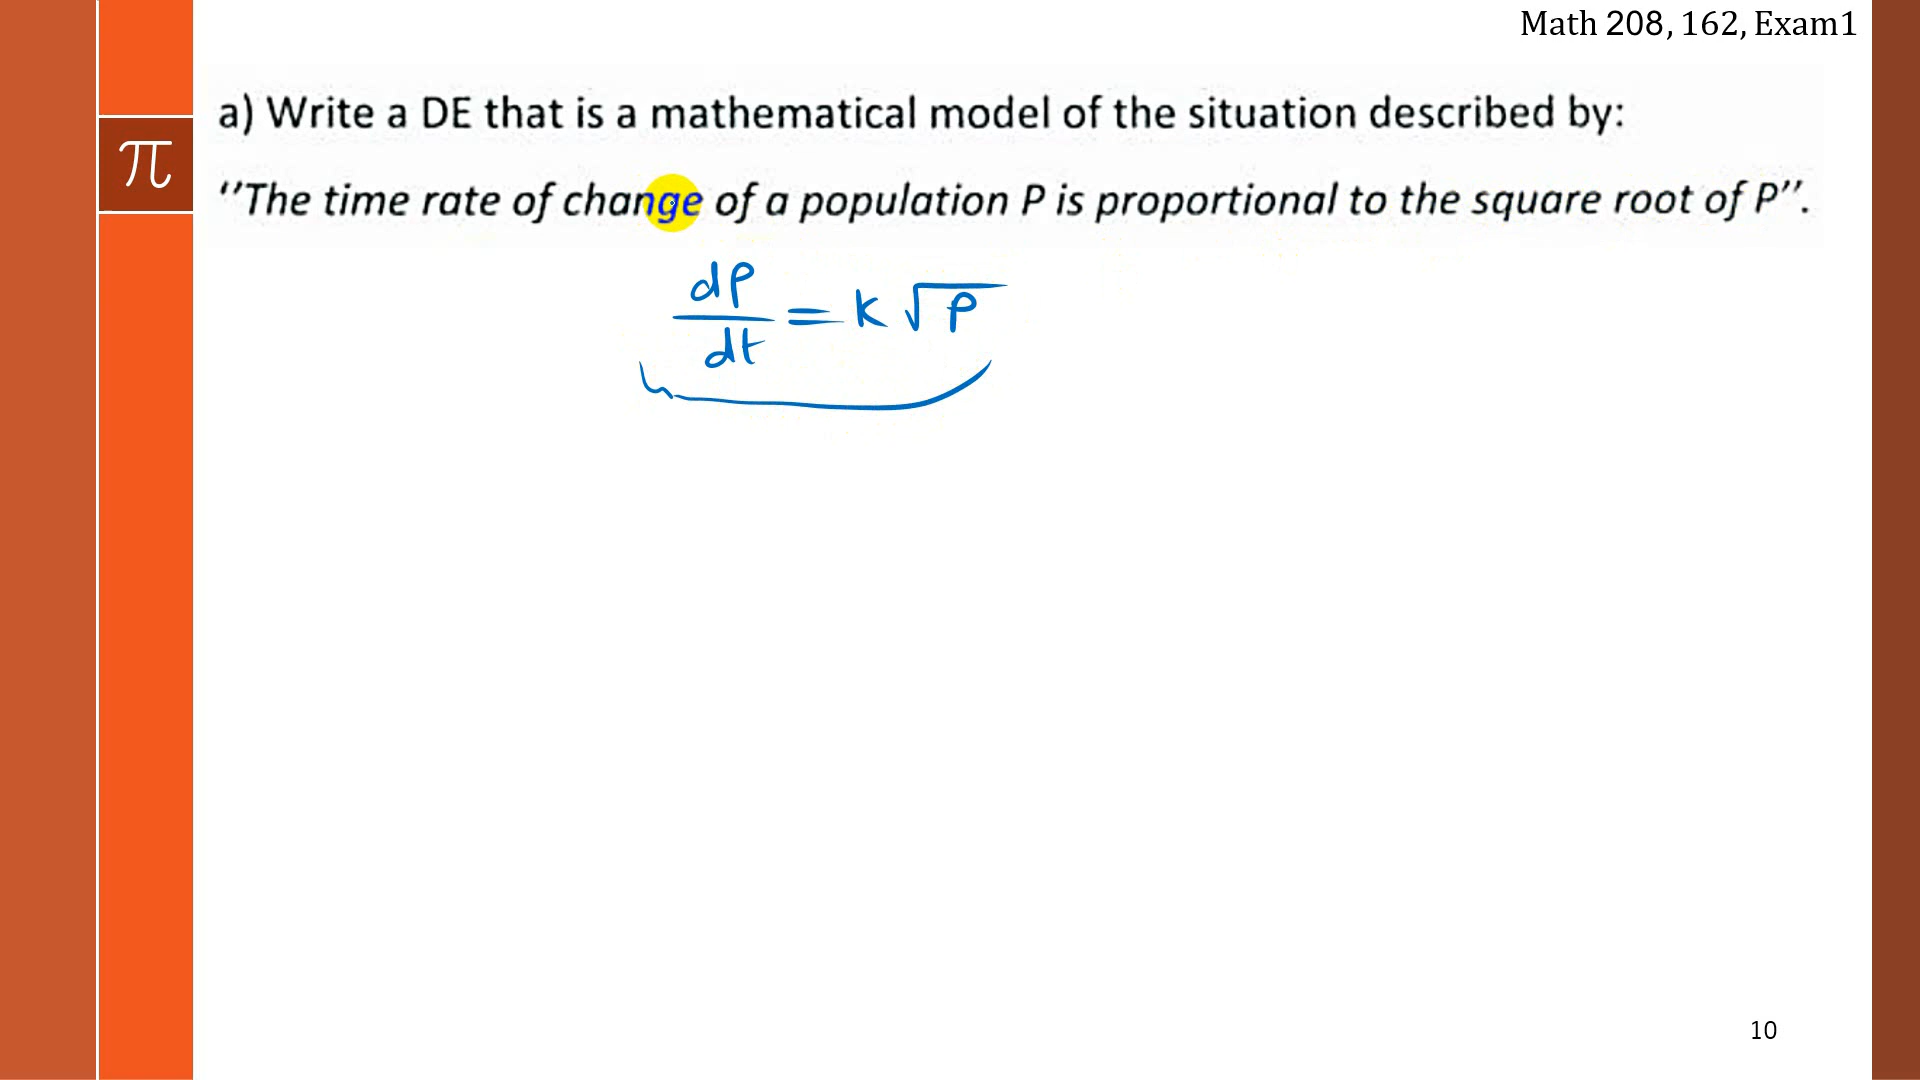 Math 208, 162, Exam1
π
a) Write a DE that is a mathematical model of the situation described by:
‘’The time rate of change of a population P is proportional to the square root of P’’.
dP/dt = k √P
10